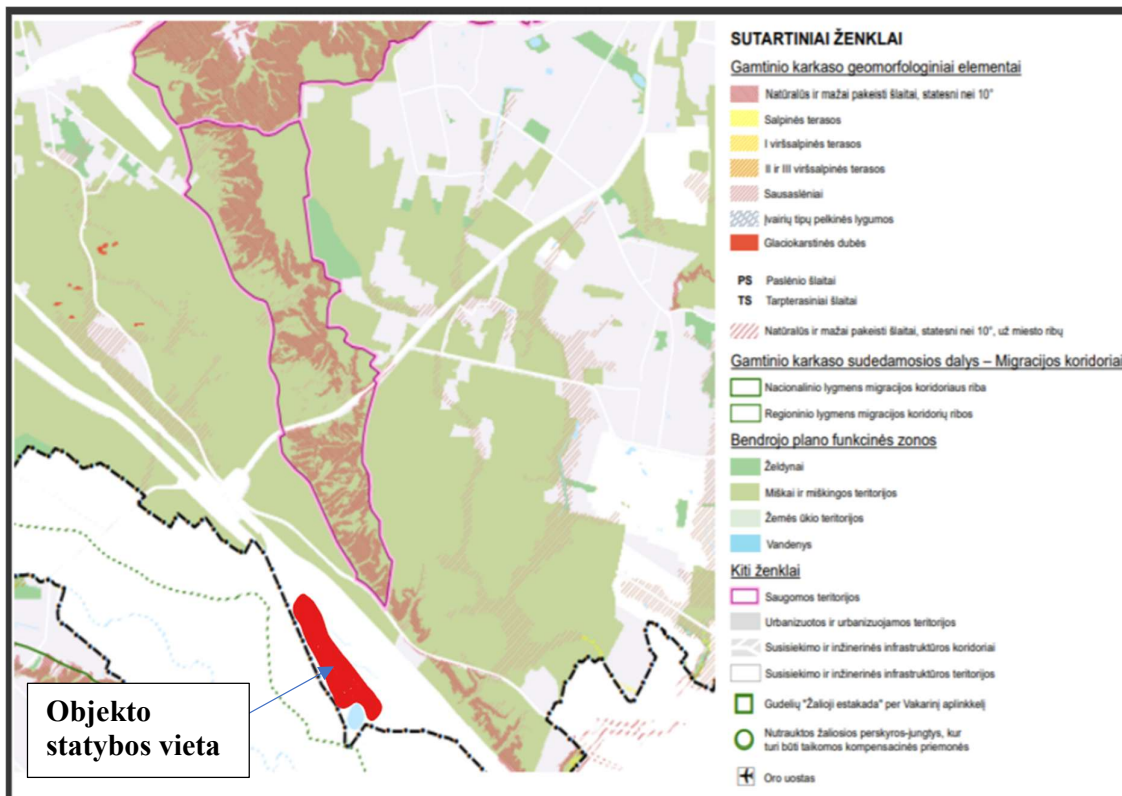 SUTARTINIAI ŽENKLAI
Gamtinio karkaso geomorfologiniai elementai
Natūralūs ir mažai pakeisti šlaitai, statesni nei 10°
Salpinės terasos
I viršsalpinės terasos
II ir III viršsalpinės terasos
Sausaslėniai
Įvairių tipų pelkinės lygumos
Glaciokarstinės dubės
PS Paslėnio šlaitai
TS Tarpterasiniai šlaitai
Natūralūs ir mažai pakeisti šlaitai, statesni nei 10°, už miesto ribų
Gamtinio karkaso sudedamosios dalys – Migracijos koridoriai
Nacionalinio lygmens migracijos koridoriaus riba
Regioninio lygmens migracijos koridorių ribos
Bendrojo plano funkcinės zonos
Želdynai
Miškai ir miškingos teritorijos
Žemės ūkio teritorijos
Vandenys
Kiti ženklai
Saugomos teritorijos
Urbanizuotos ir urbanizuojamos teritorijos
Susisiekimo ir inžinerinės infrastruktūros koridoriai
Susisiekimo ir inžinerinės infrastruktūros teritorijos
Gudelių "Žalioji estakada" per Vakarinį aplinkkelį
Nutrauktos žaliosios perskyros-jungtys, kur
turi būti taikomos kompensacinės priemonės
Oro uostas
Objekto
statybos vieta